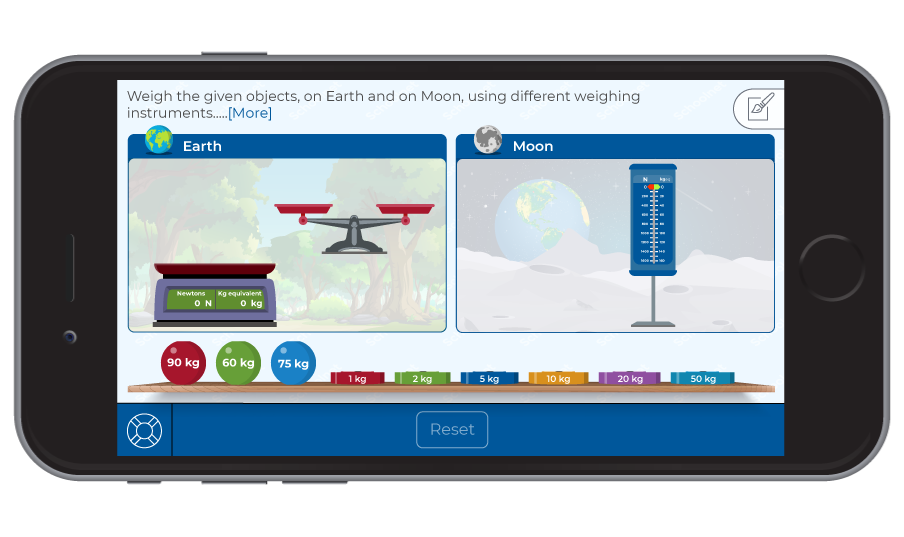 Weigh the given objects, on Earth and on Moon, using different weighing
instruments.....[More]
Earth
Moon
N
Newtons
0 N
Kg equivalent
0 kg
90 kg
60 kg
75 kg
1 kg
2 kg
5 kg
10 kg
20 kg
50 kg
Reset